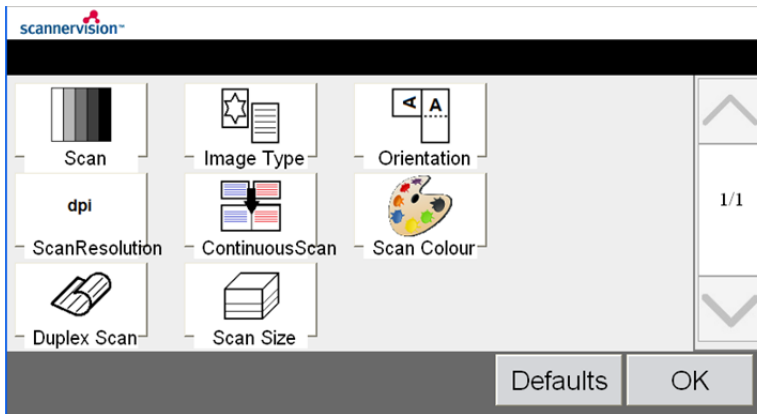 scannervision™
A A
Scan Image Type Orientation
dpi
1/1
ScanResolution ContinuousScan Scan Colour
Duplex Scan Scan Size
Defaults OK